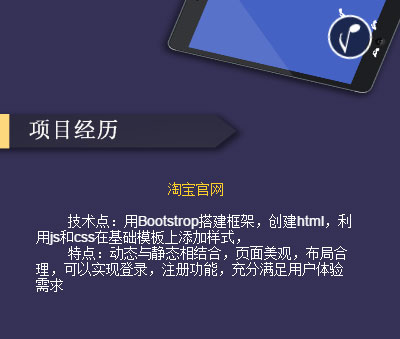 项目经历
淘宝官网
技术点：用Bootstrop搭建框架，创建html，利
用js和css在基础模板上添加样式，
特点：动态与静态相结合，页面美观，布局合
理，可以实现登录，注册功能，充分满足用户体验
需求